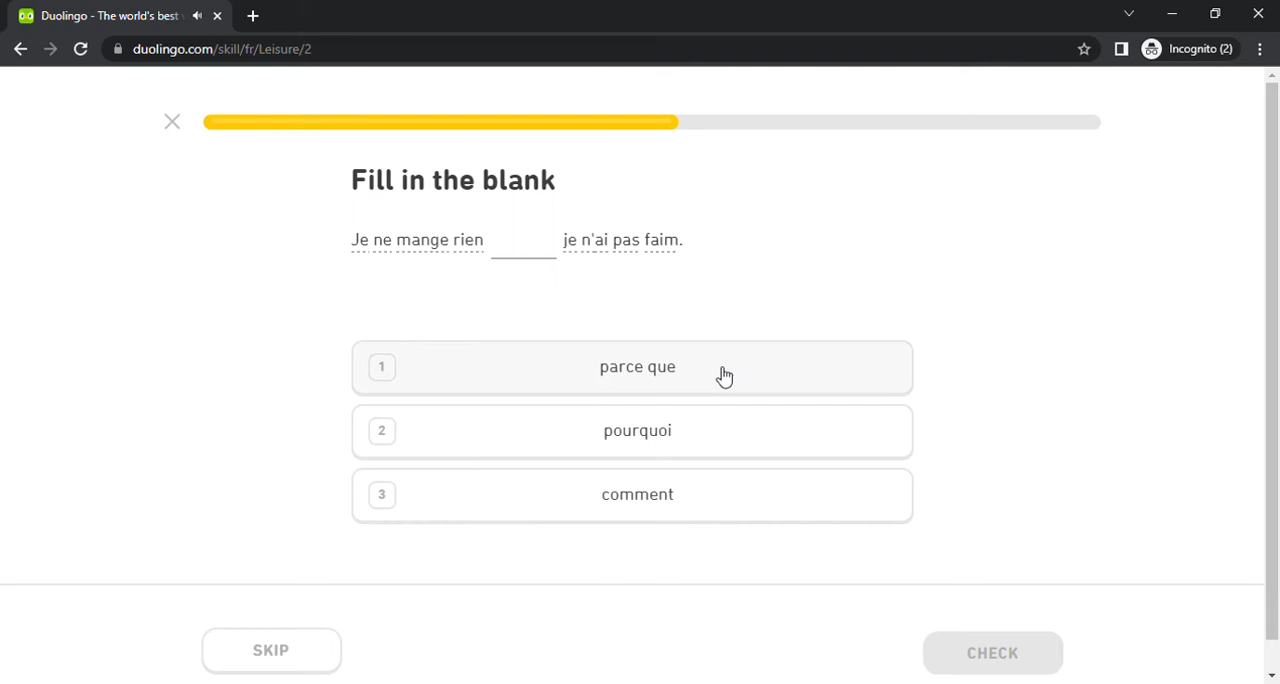 Duolingo - The world's best
duolingo.com/skill/fr/Leisure/2
Incognito (2)
Fill in the blank
Je ne mange rien ______ je n'ai pas faim.
1 parce que
2 pourquoi
3 comment
SKIP
CHECK